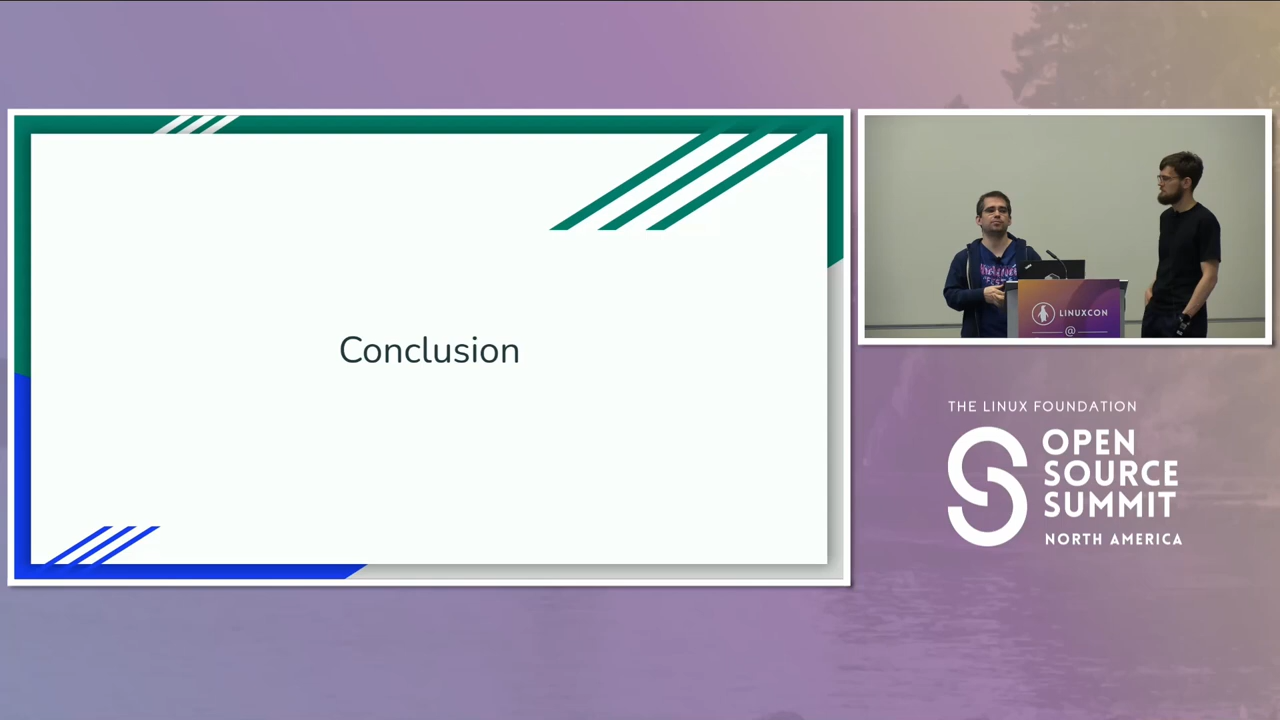 Conclusion
LINUXCON
@
THE LINUX FOUNDATION
OPEN
SOURCE
SUMMIT
NORTH AMERICA